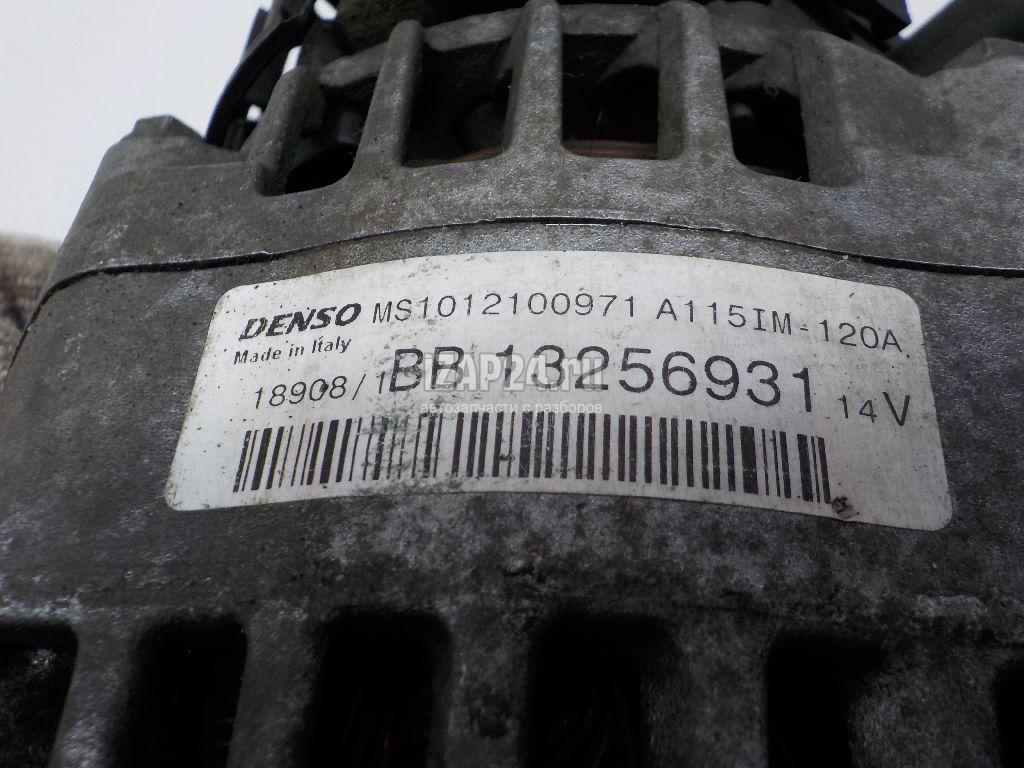 DENSO MS1012100971 A115IM-120A.
Made in Italy
18908/1 BB 13256931 14V
iZAP24.ru
автозапчасти с разборов